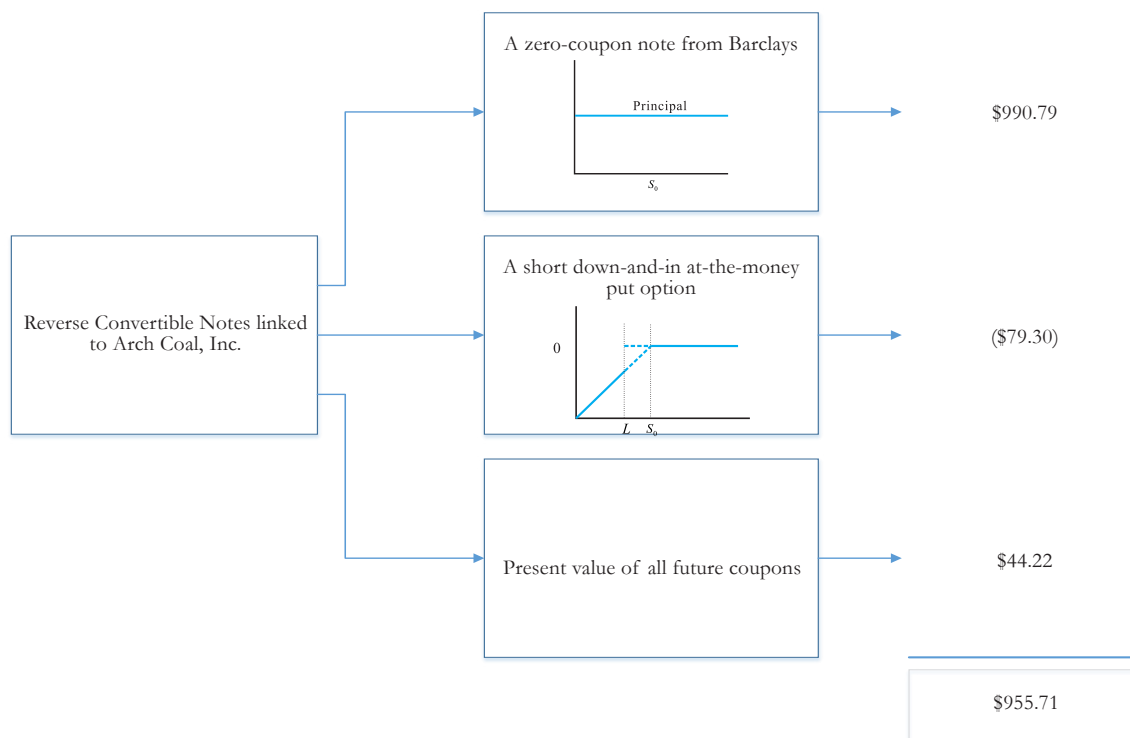 A zero-coupon note from Barclays
Principal
S₀
$990.79
Reverse Convertible Notes linked
to Arch Coal, Inc.
A short down-and-in at-the-money
put option
0
L S₀
($79.30)
Present value of all future coupons
$44.22
$955.71